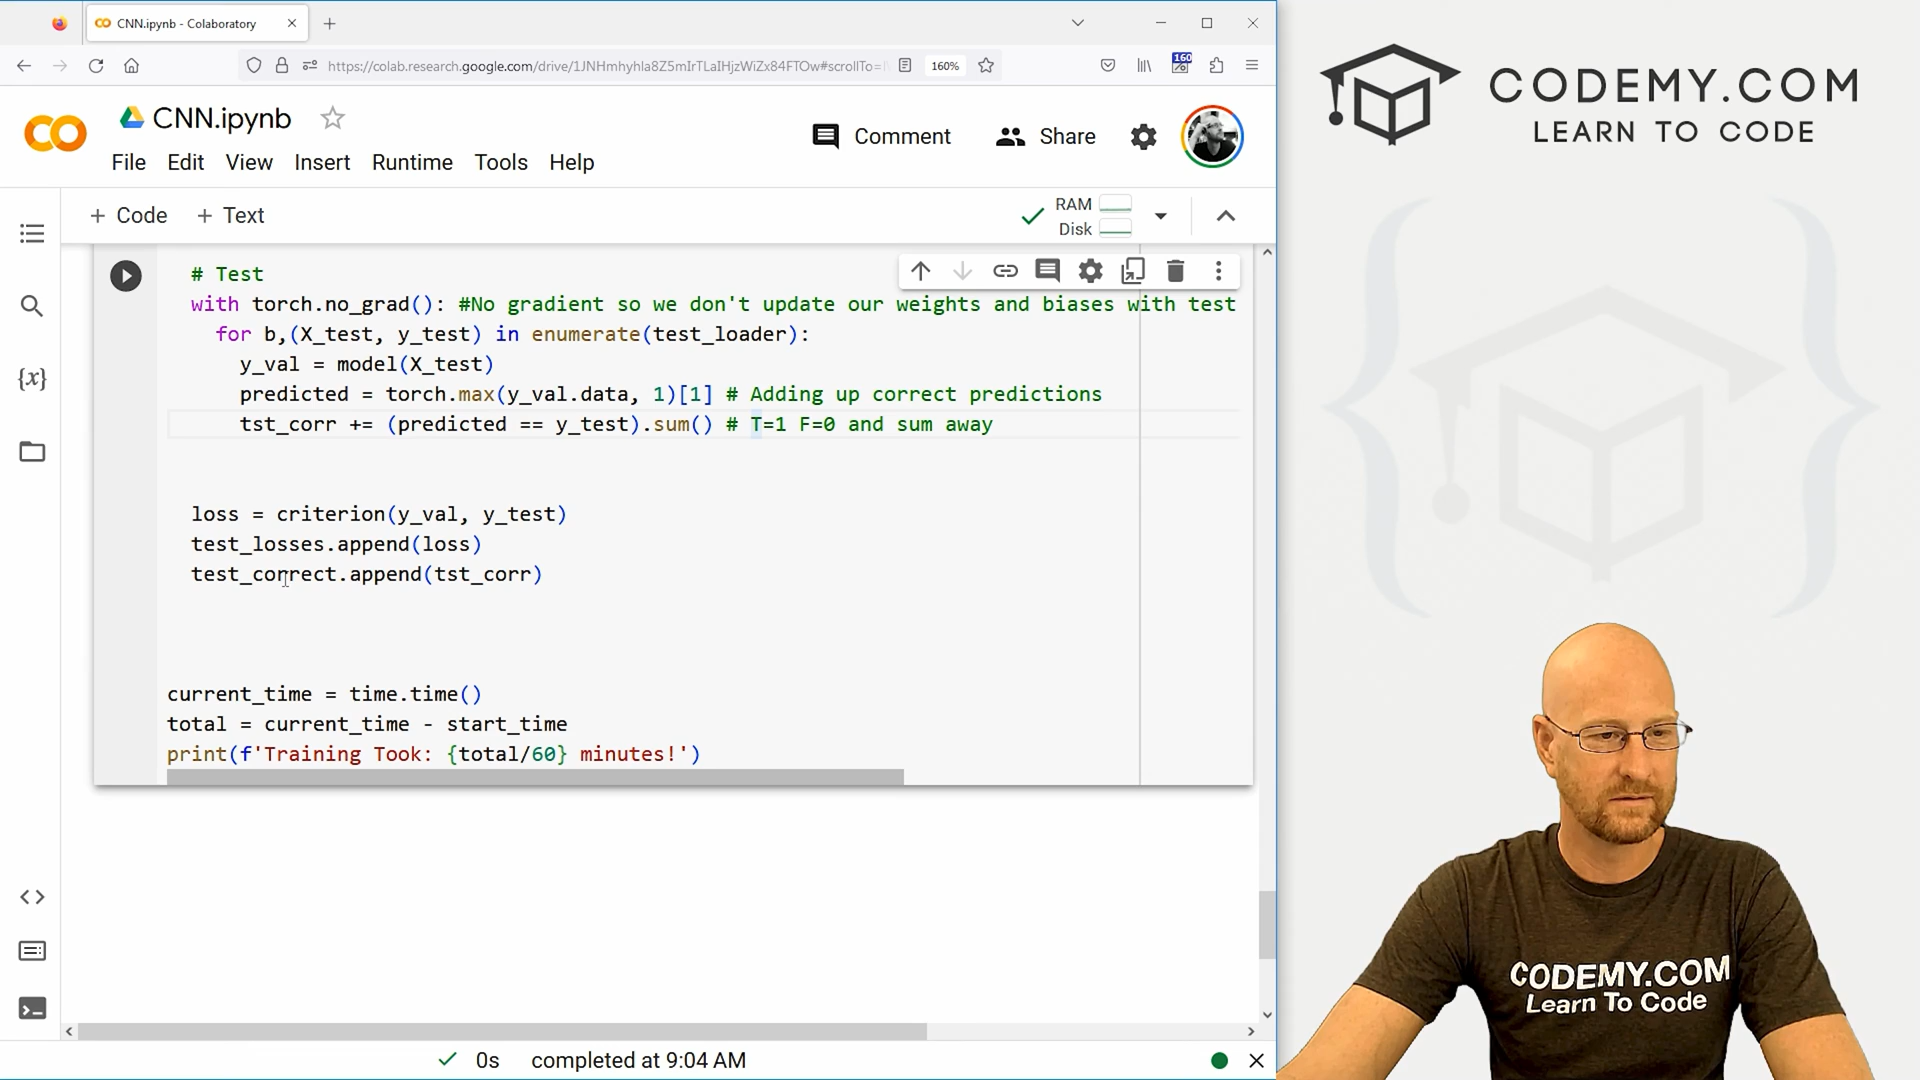 CNN.ipynb - Colaboratory
https://colab.research.google.com/drive/1JNHmhyhla8Z5mIrTLaIHjzWiZx84FTOw#scrollTo=
160%
160
CNN.ipynb
Comment
Share
File Edit View Insert Runtime Tools Help
+ Code + Text
RAM
Disk
# Test
with torch.no_grad(): #No gradient so we don't update our weights and biases with test
for b,(X_test, y_test) in enumerate(test_loader):
y_val = model(X_test)
predicted = torch.max(y_val.data, 1)[1] # Adding up correct predictions
tst_corr += (predicted == y_test).sum() # T=1 F=0 and sum away
loss = criterion(y_val, y_test)
test_losses.append(loss)
test_correct.append(tst_corr)
current_time = time.time()
total = current_time - start_time
print(f'Training Took: {total/60} minutes!')
0s completed at 9:04 AM
CODEMY.COM
LEARN TO CODE
CODEMY.COM
Learn To Code